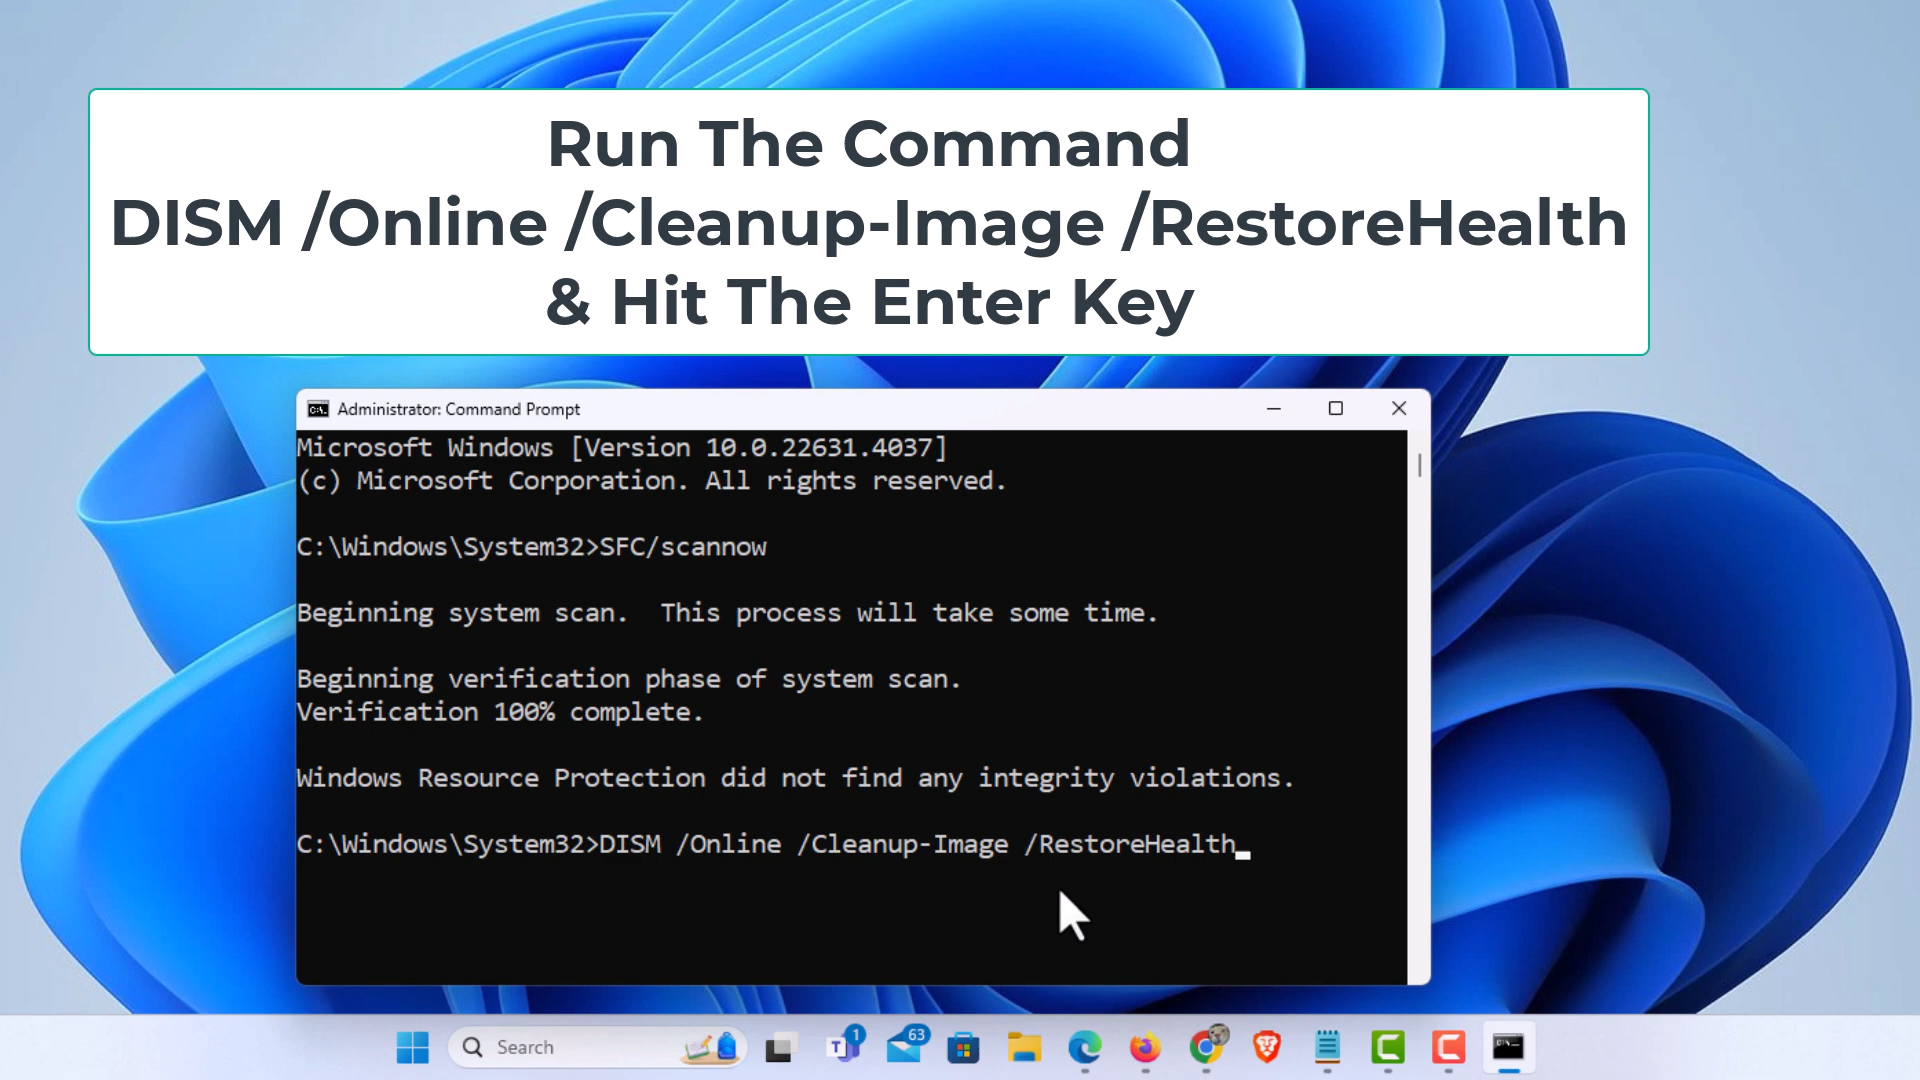 Run The Command
DISM /Online /Cleanup-Image /RestoreHealth
& Hit The Enter Key
Administrator: Command Prompt
Microsoft Windows [Version 10.0.22631.4037]
(c) Microsoft Corporation. All rights reserved.
C:\Windows\System32>SFC/scannow
Beginning system scan.  This process will take some time.
Beginning verification phase of system scan.
Verification 100% complete.
Windows Resource Protection did not find any integrity violations.
C:\Windows\System32>DISM /Online /Cleanup-Image /RestoreHealth
Search
1
63